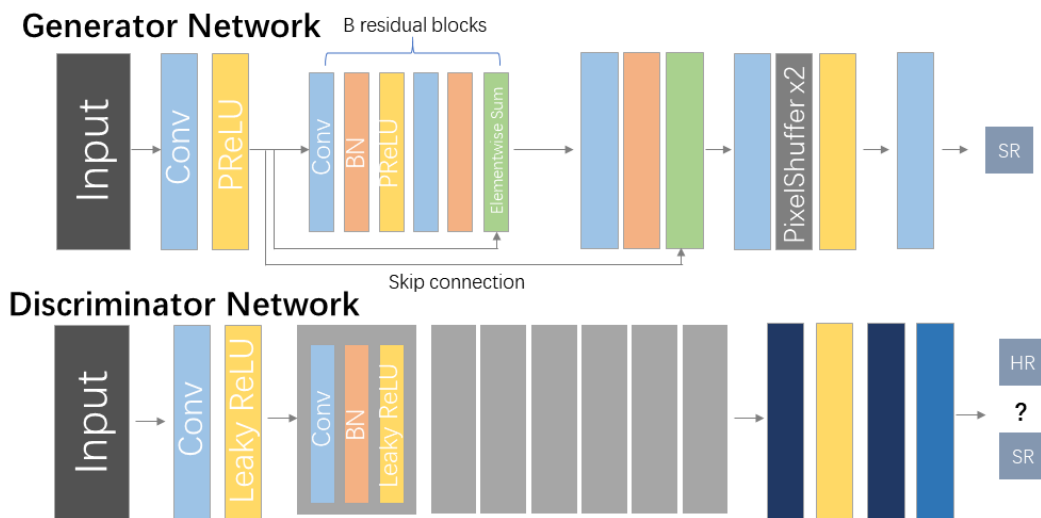 Generator Network
B residual blocks
Input
Conv
PReLU
Conv
BN
PReLU
Elementwise Sum
PixelShuffer x2
SR
Skip connection
Discriminator Network
Input
Conv
Leaky ReLU
Conv
BN
Leaky ReLU
HR
?
SR